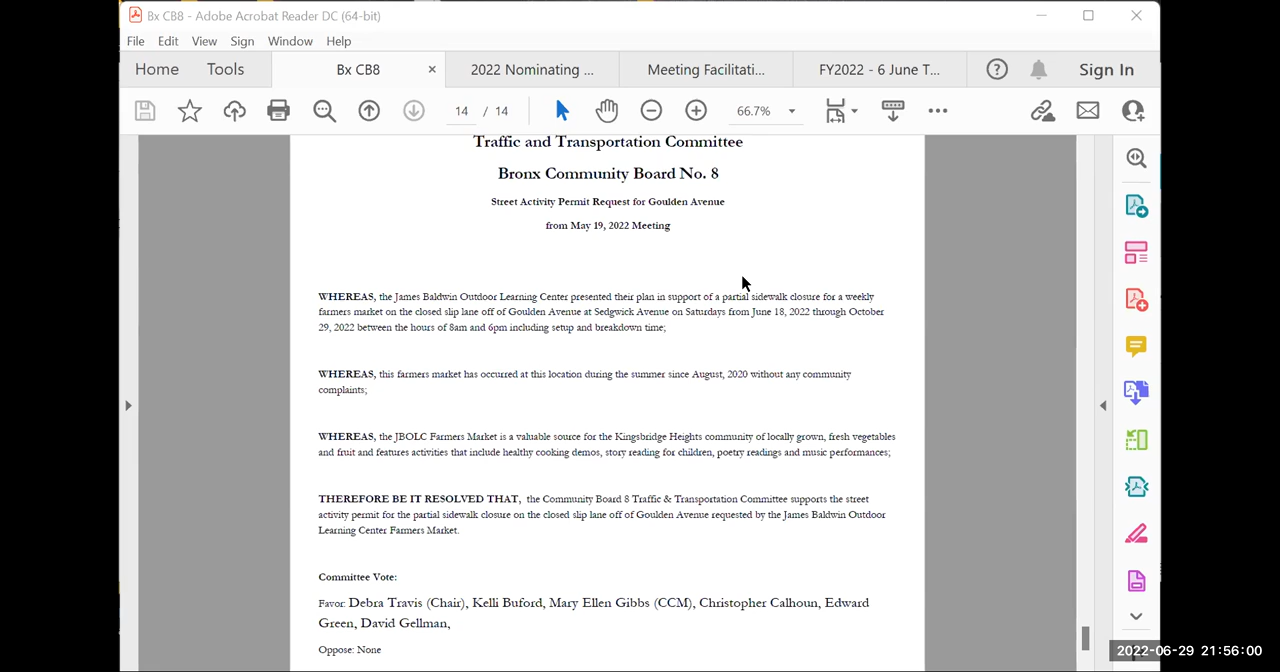 Bx CB8 - Adobe Acrobat Reader DC (64-bit)
File Edit View Sign Window Help
Home Tools Bx CB8 × 2022 Nominating ... Meeting Facilitati... FY2022 - 6 June T... Sign In
14 / 14 66.7%
Traffic and Transportation Committee
Bronx Community Board No. 8
Street Activity Permit Request for Goulden Avenue
from May 19, 2022 Meeting
WHEREAS, the James Baldwin Outdoor Learning Center presented their plan in support of a partial sidewalk closure for a weekly
farmers market on the closed slip lane off of Goulden Avenue at Sedgwick Avenue on Saturdays from June 18, 2022 through October
29, 2022 between the hours of 8am and 6pm including setup and breakdown time;
WHEREAS, this farmers market has occurred at this location during the summer since August, 2020 without any community
complaints;
WHEREAS, the JBOLC Farmers Market is a valuable source for the Kingsbridge Heights community of locally grown, fresh vegetables
and fruit and features activities that include healthy cooking demos, story reading for children, poetry readings and music performances;
THEREFORE BE IT RESOLVED THAT, the Community Board 8 Traffic & Transportation Committee supports the street
activity permit for the partial sidewalk closure on the closed slip lane off of Goulden Avenue requested by the James Baldwin Outdoor
Learning Center Farmers Market.
Committee Vote:
Favor: Debra Travis (Chair), Kelli Buford, Mary Ellen Gibbs (CCM), Christopher Calhoun, Edward
Green, David Gellman,
Oppose: None
2022-06-29 21:56:00